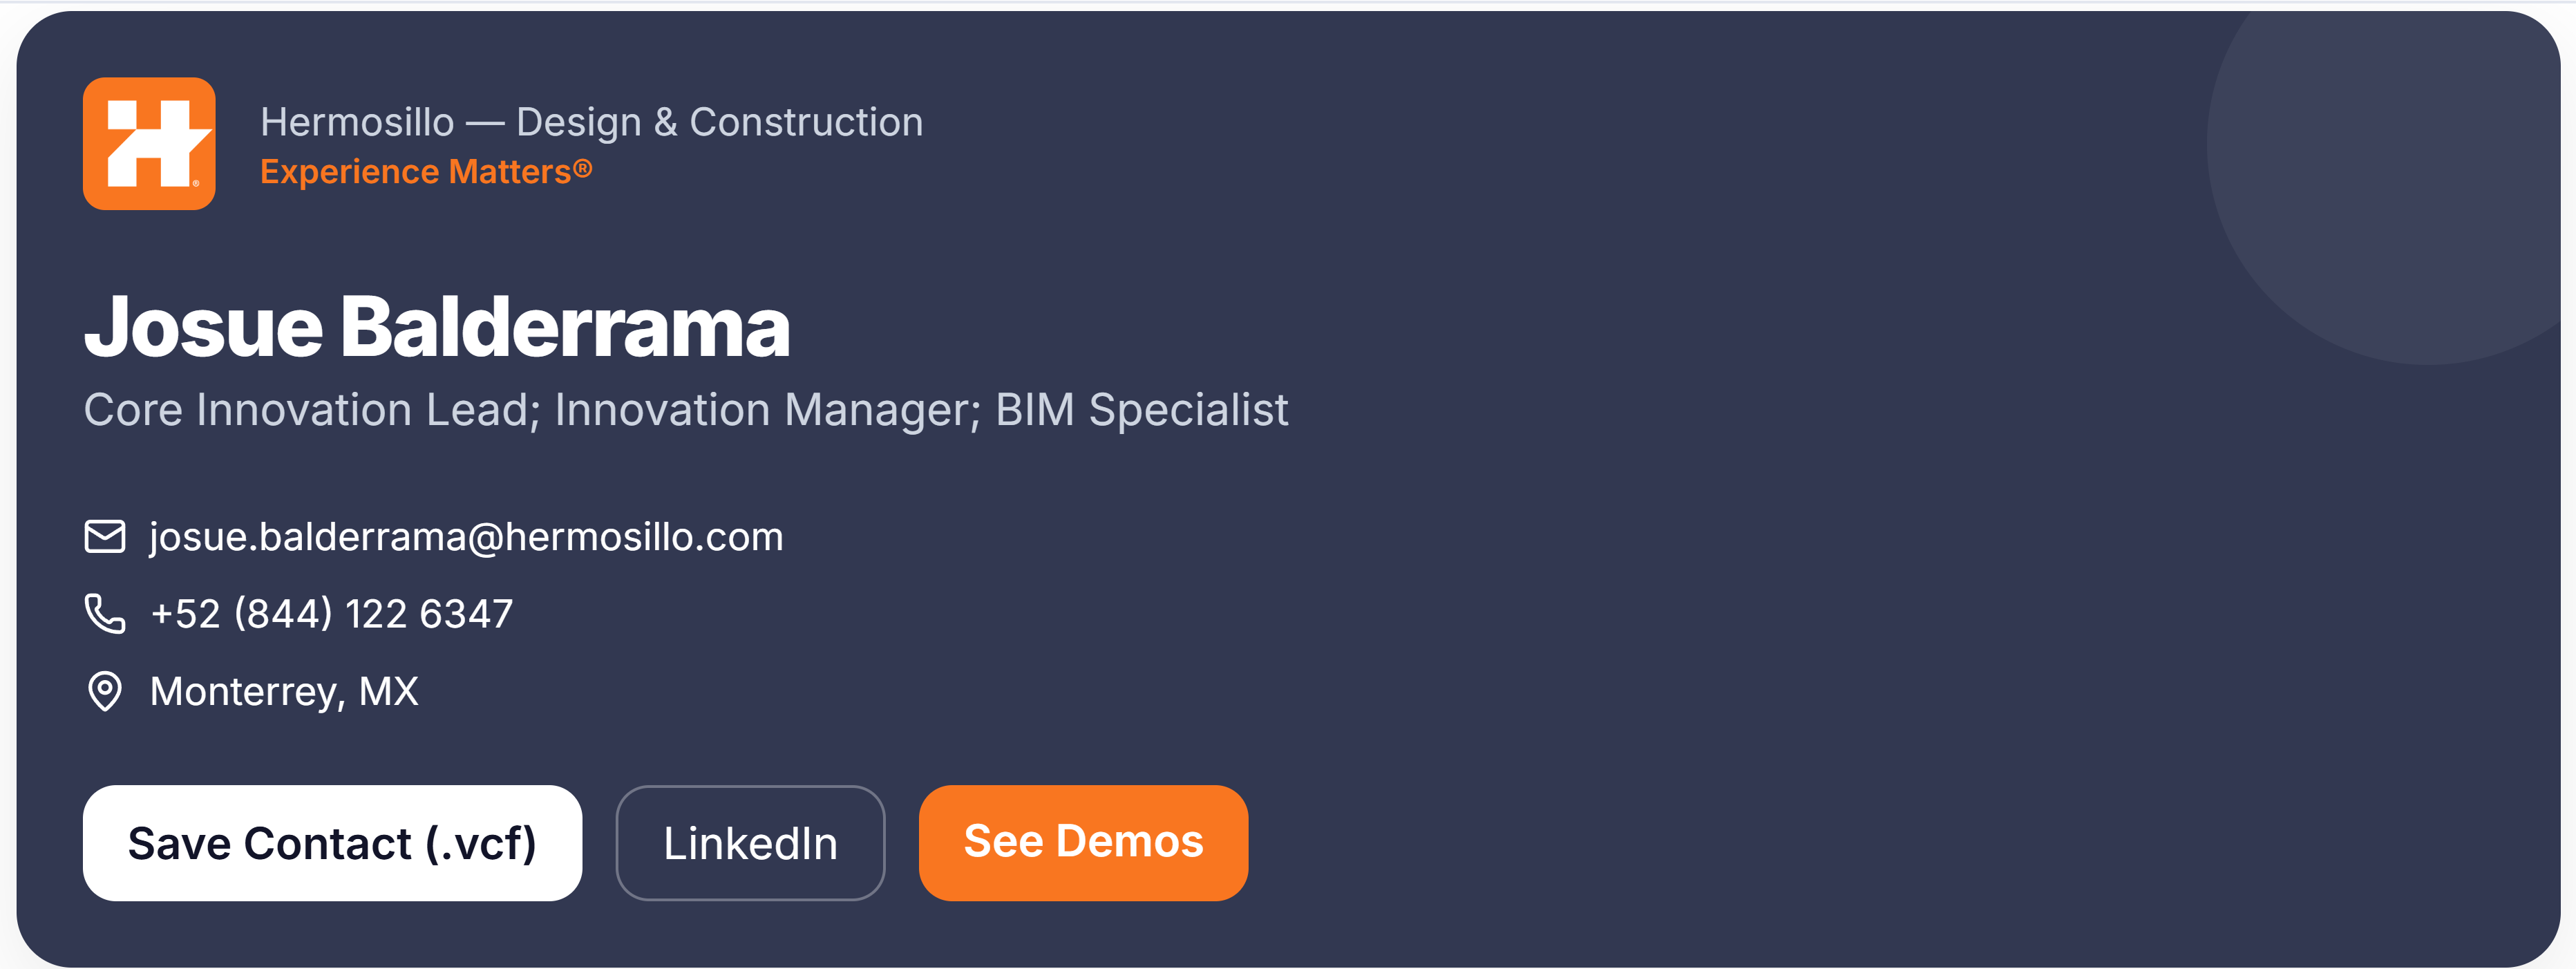 H®
Hermosillo — Design & Construction
Experience Matters®
Josue Balderrama
Core Innovation Lead; Innovation Manager; BIM Specialist
josue.balderrama@hermosillo.com
+52 (844) 122 6347
Monterrey, MX
Save Contact (.vcf)
LinkedIn
See Demos